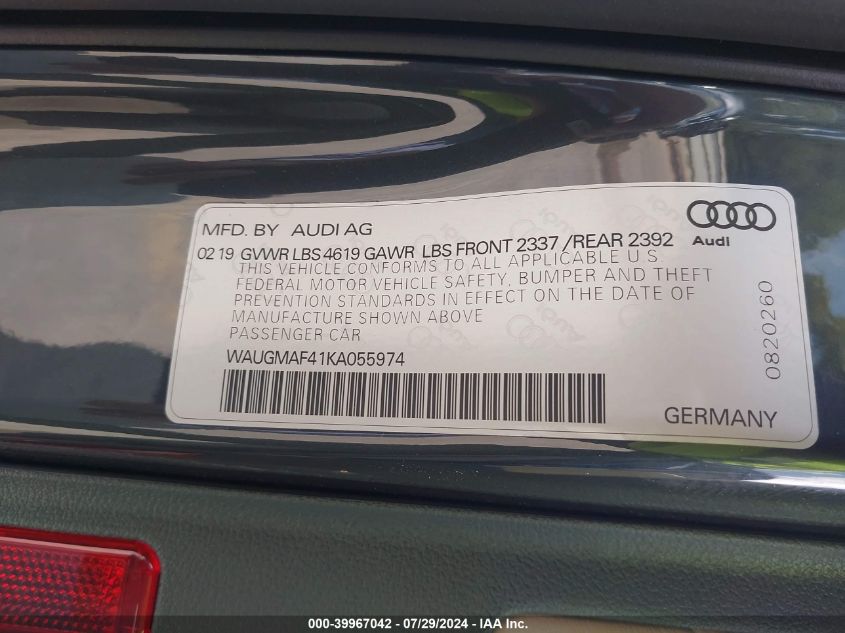 MFD. BY AUDI AG
Audi
02 19 GVWR LBS 4619 GAWR LBS FRONT 2337 /REAR 2392
THIS VEHICLE CONFORMS TO ALL APPLICABLE U.S.
FEDERAL MOTOR VEHICLE SAFETY, BUMPER AND THEFT
PREVENTION STANDARDS IN EFFECT ON THE DATE OF
MANUFACTURE SHOWN ABOVE
PASSENGER CAR
WAUGMAF41KA055974
0820260
GERMANY
000-39967042 / 07/29/2024 - IAA Inc.